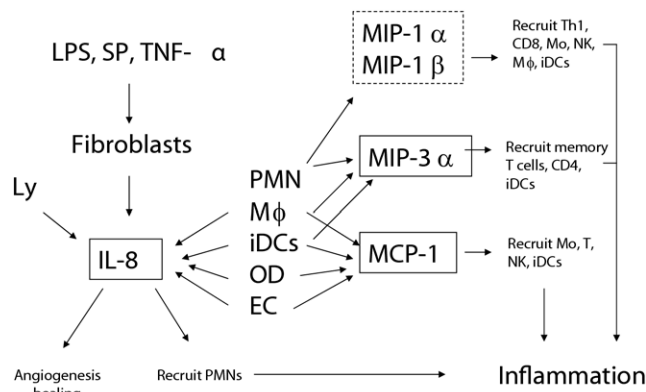 LPS, SP, TNF- α
Fibroblasts
Ly
IL-8
Angiogenesis
healing
Recruit PMNs
PMN
Mϕ
iDCs
OD
EC
MIP-1 α
MIP-1 β
MIP-3 α
MCP-1
Recruit Th1,
CD8, Mo, NK,
Mϕ, iDCs
Recruit memory
T cells, CD4,
iDCs
Recruit Mo, T,
NK, iDCs
Inflammation